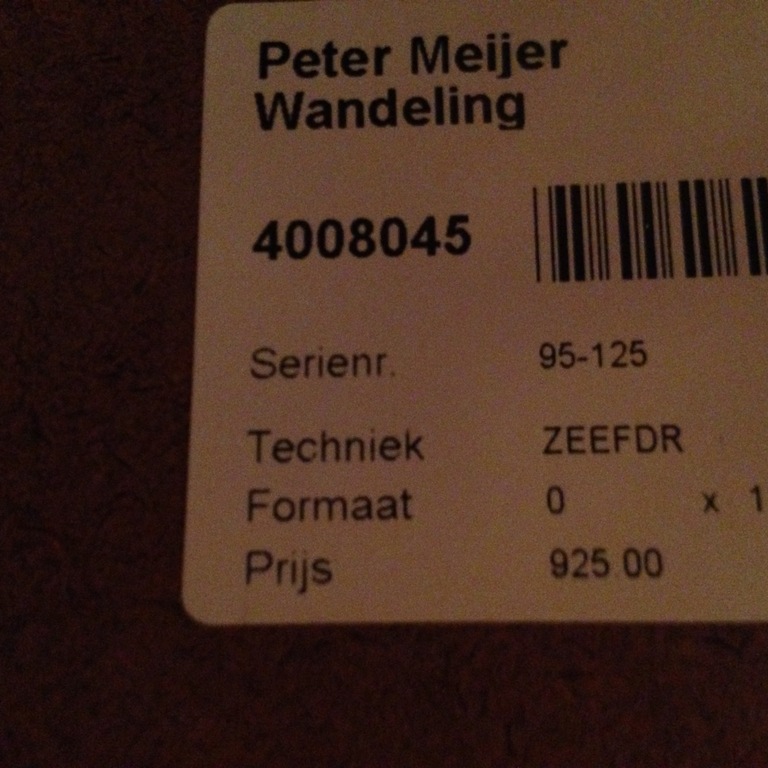 Peter Meijer
Wandeling
4008045
Serienr. 95-125
Techniek ZEEFDR
Formaat 0 x 1
Prijs 925.00